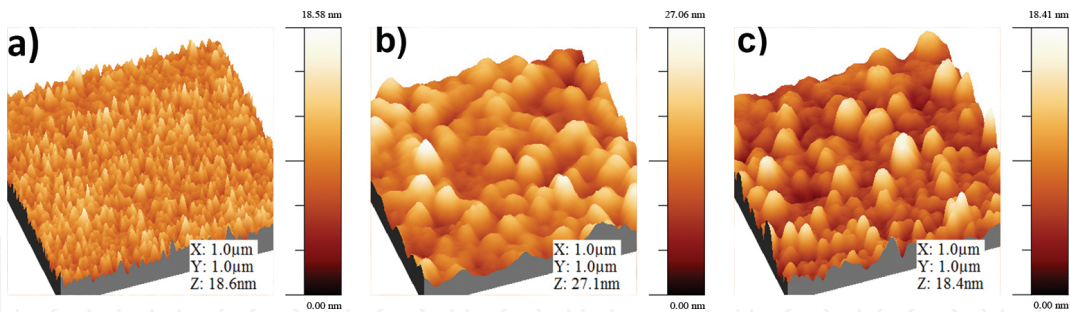 a)
18.58 nm
X: 1.0µm
Y: 1.0µm
Z: 18.6nm
0.00 nm
b)
27.06 nm
X: 1.0µm
Y: 1.0µm
Z: 27.1nm
0.00 nm
c)
18.41 nm
X: 1.0µm
Y: 1.0µm
Z: 18.4nm
0.00 nm